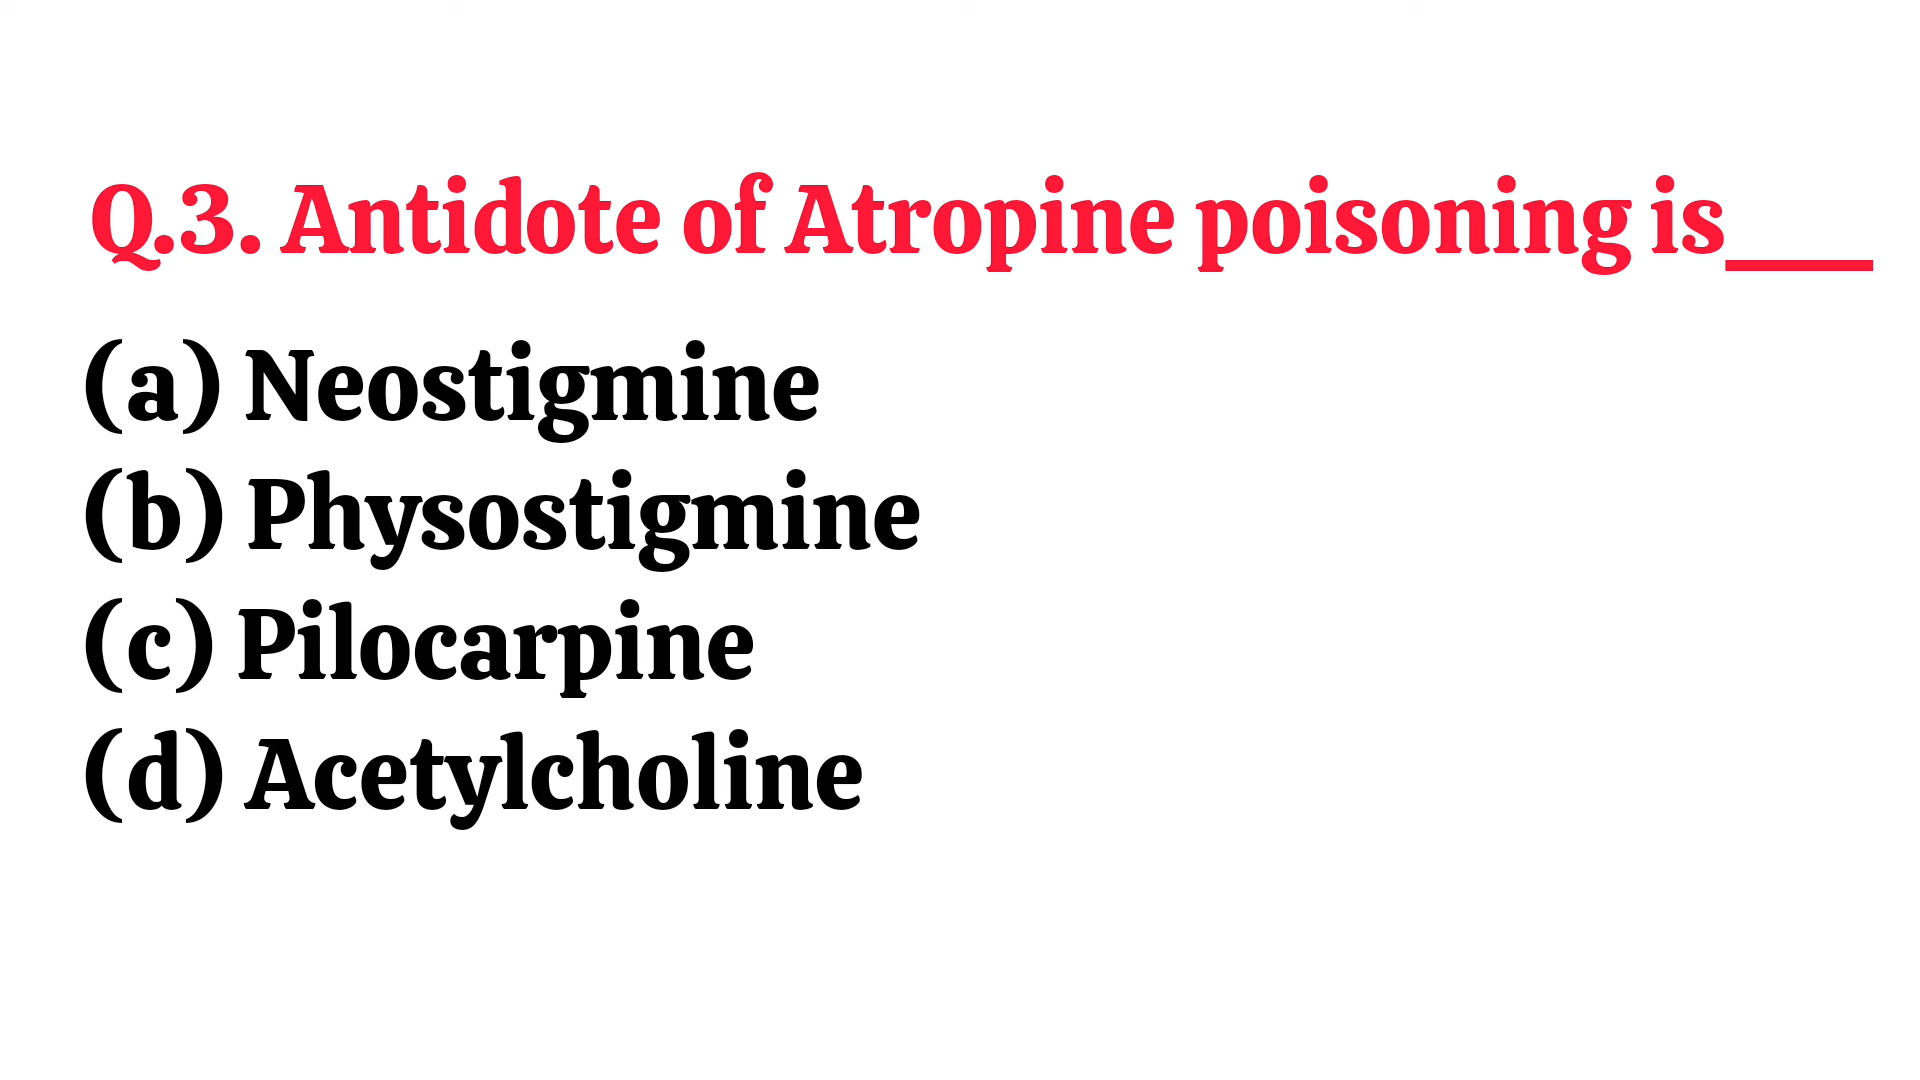 Q.3. Antidote of Atropine poisoning is___
(a) Neostigmine
(b) Physostigmine
(c) Pilocarpine
(d) Acetylcholine